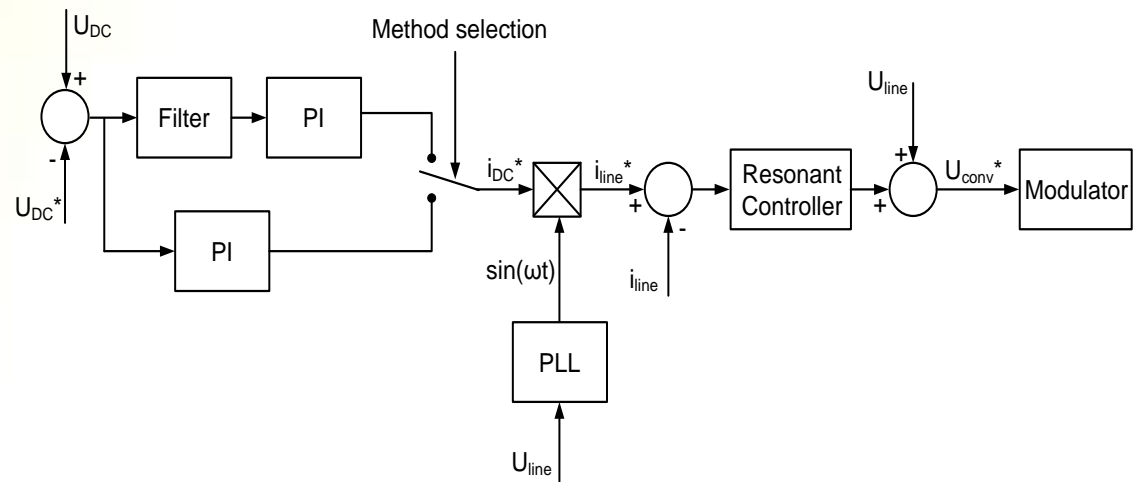 U_DC
+
-
U_DC*
Filter
PI
PI
Method selection
i_DC*
sin(ωt)
PLL
U_line
i_line*
+
-
i_line
Resonant
Controller
U_line
+
+
U_conv*
Modulator